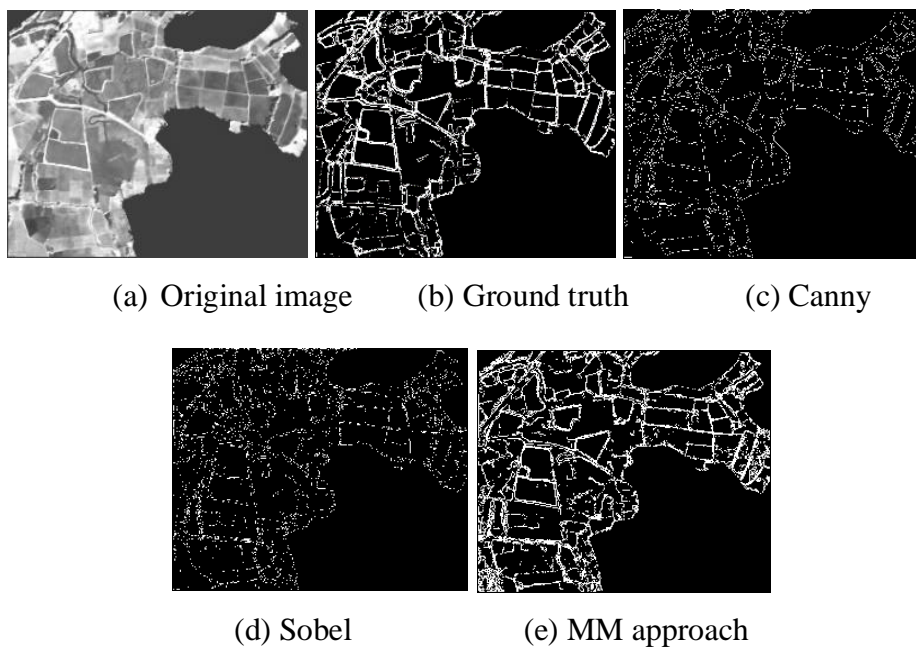 (a) Original image (b) Ground truth (c) Canny
(d) Sobel (e) MM approach